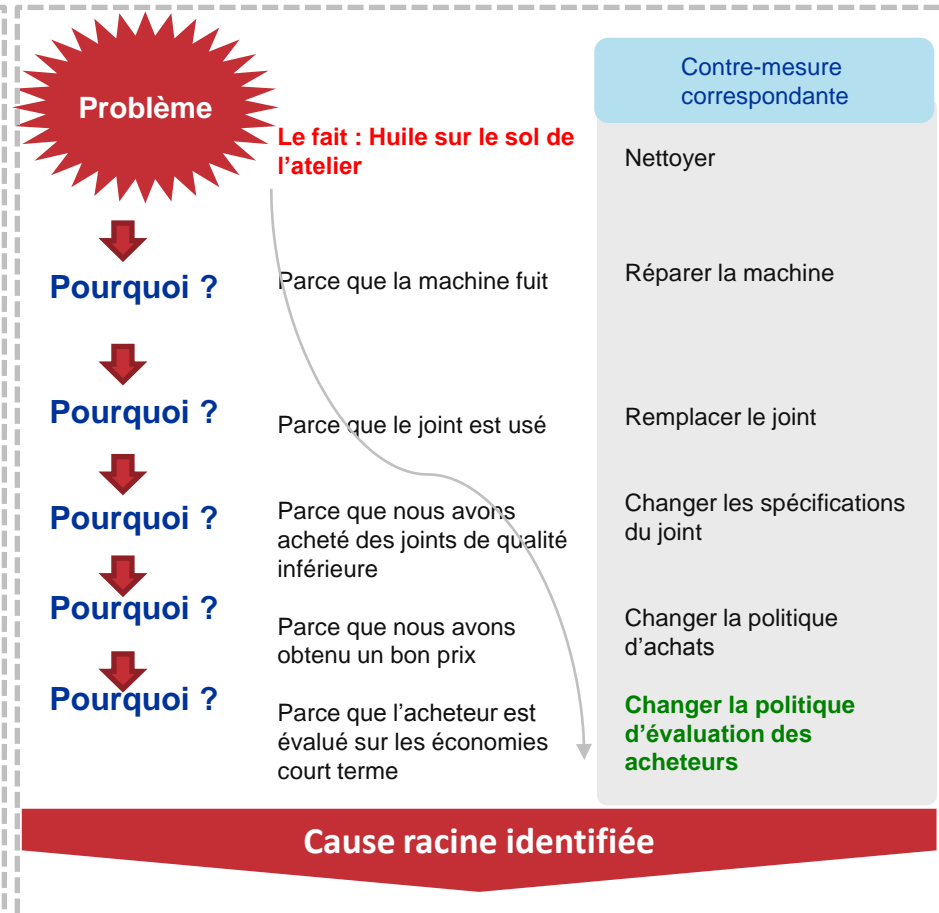 Problème
Le fait : Huile sur le sol de
l’atelier
Contre-mesure
correspondante
Nettoyer
Pourquoi ?
Parce que la machine fuit
Réparer la machine
Pourquoi ?
Parce que le joint est usé
Remplacer le joint
Pourquoi ?
Parce que nous avons
acheté des joints de qualité
inférieure
Changer les spécifications
du joint
Pourquoi ?
Parce que nous avons
obtenu un bon prix
Changer la politique
d’achats
Pourquoi ?
Parce que l’acheteur est
évalué sur les économies
court terme
Changer la politique
d’évaluation des
acheteurs
Cause racine identifiée